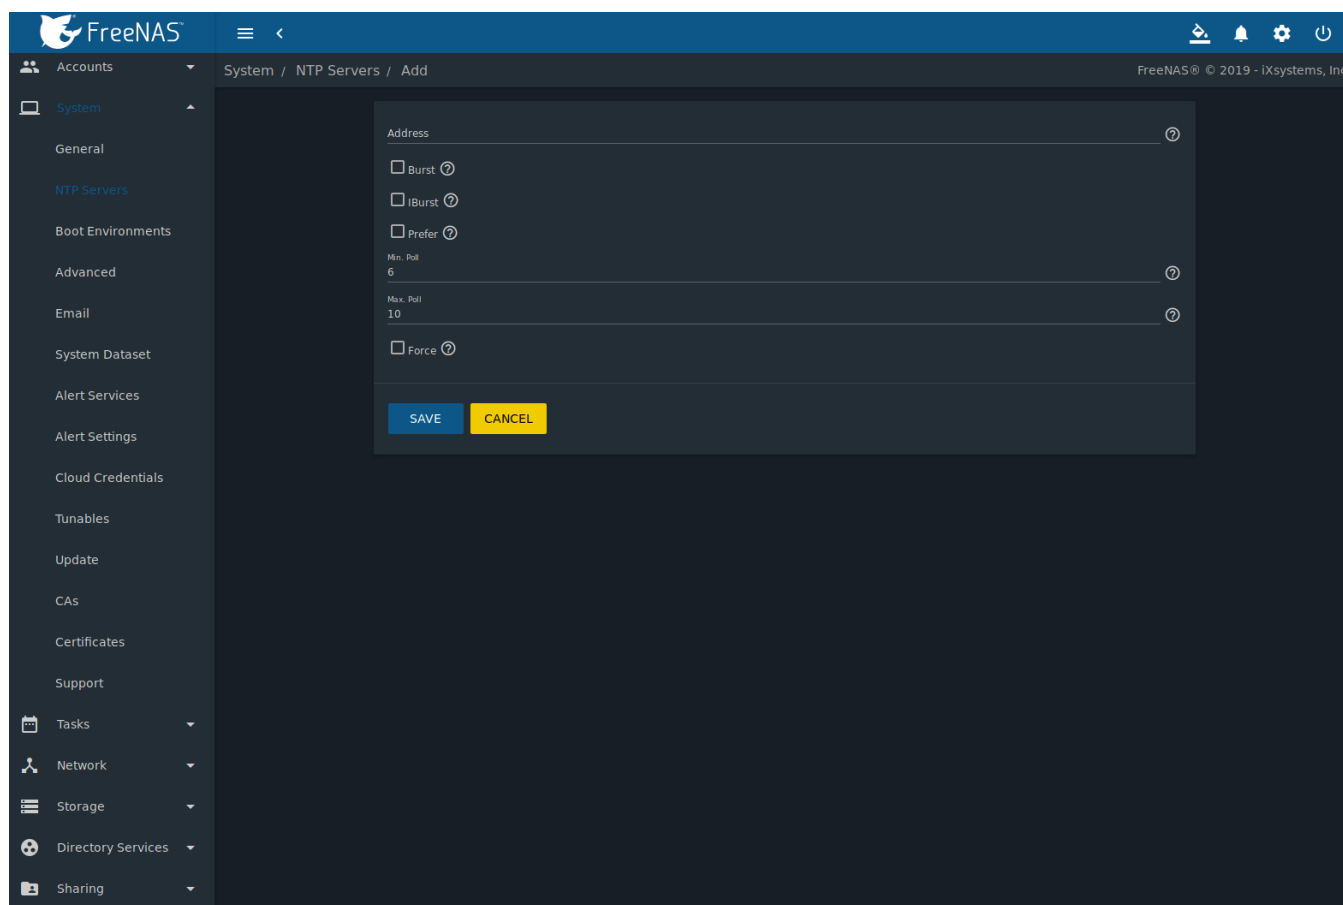 FreeNAS™
System / NTP Servers / Add
FreeNAS® © 2019 - iXsystems, Inc
Accounts
System
General
NTP Servers
Boot Environments
Advanced
Email
System Dataset
Alert Services
Alert Settings
Cloud Credentials
Tunables
Update
CAs
Certificates
Support
Tasks
Network
Storage
Directory Services
Sharing
Address
Burst
IBurst
Prefer
Min. Poll
6
Max. Poll
10
Force
SAVE CANCEL